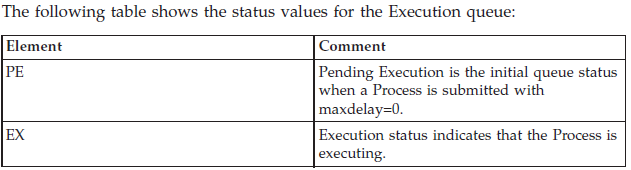 The following table shows the status values for the Execution queue:
Element Comment
PE Pending Execution is the initial queue status
when a Process is submitted with
maxdelay=0.
EX Execution status indicates that the Process is
executing.